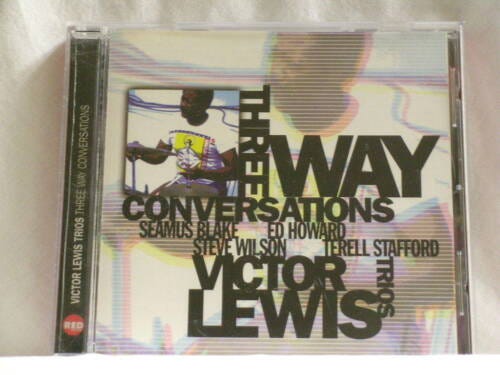 VICTOR LEWIS TRIOS THREE WAY CONVERSATIONS
RED
THREE
WAY
CONVERSATIONS
SEAMUS BLAKE ED HOWARD
STEVE WILSON TERELL STAFFORD
VICTOR
LEWIS
TRIOS